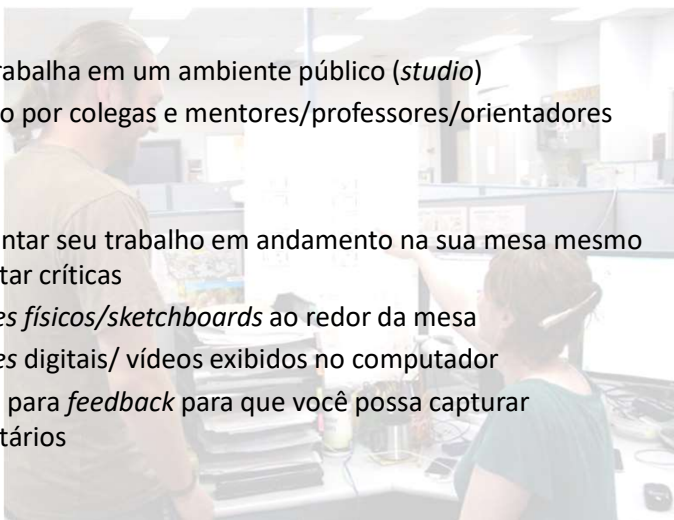 rabalha em um ambiente público (studio)
o por colegas e mentores/professores/orientadores
ntar seu trabalho em andamento na sua mesa mesmo
tar críticas
es físicos/sketchboards ao redor da mesa
es digitais/ vídeos exibidos no computador
para feedback para que você possa capturar
tários